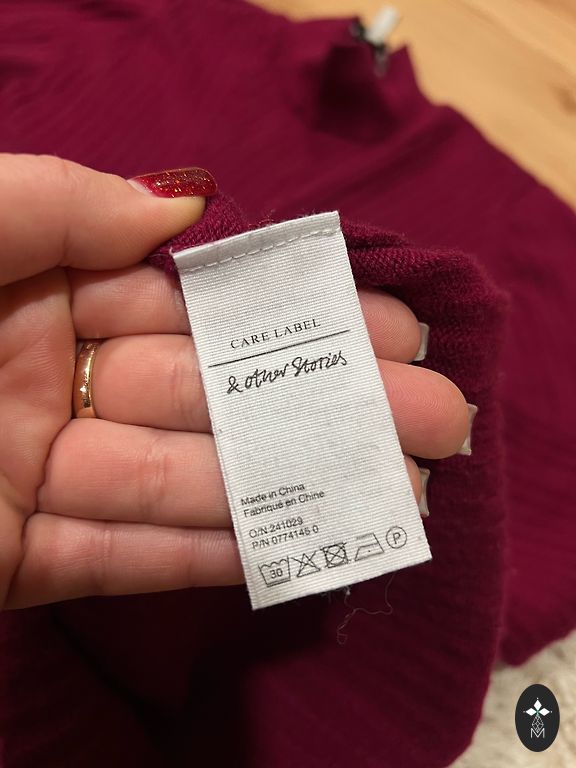 CARE LABEL
& other Stories
Made in China
Fabriqué en Chine
O/N 241029
P/N 0774145 0
30
P
M